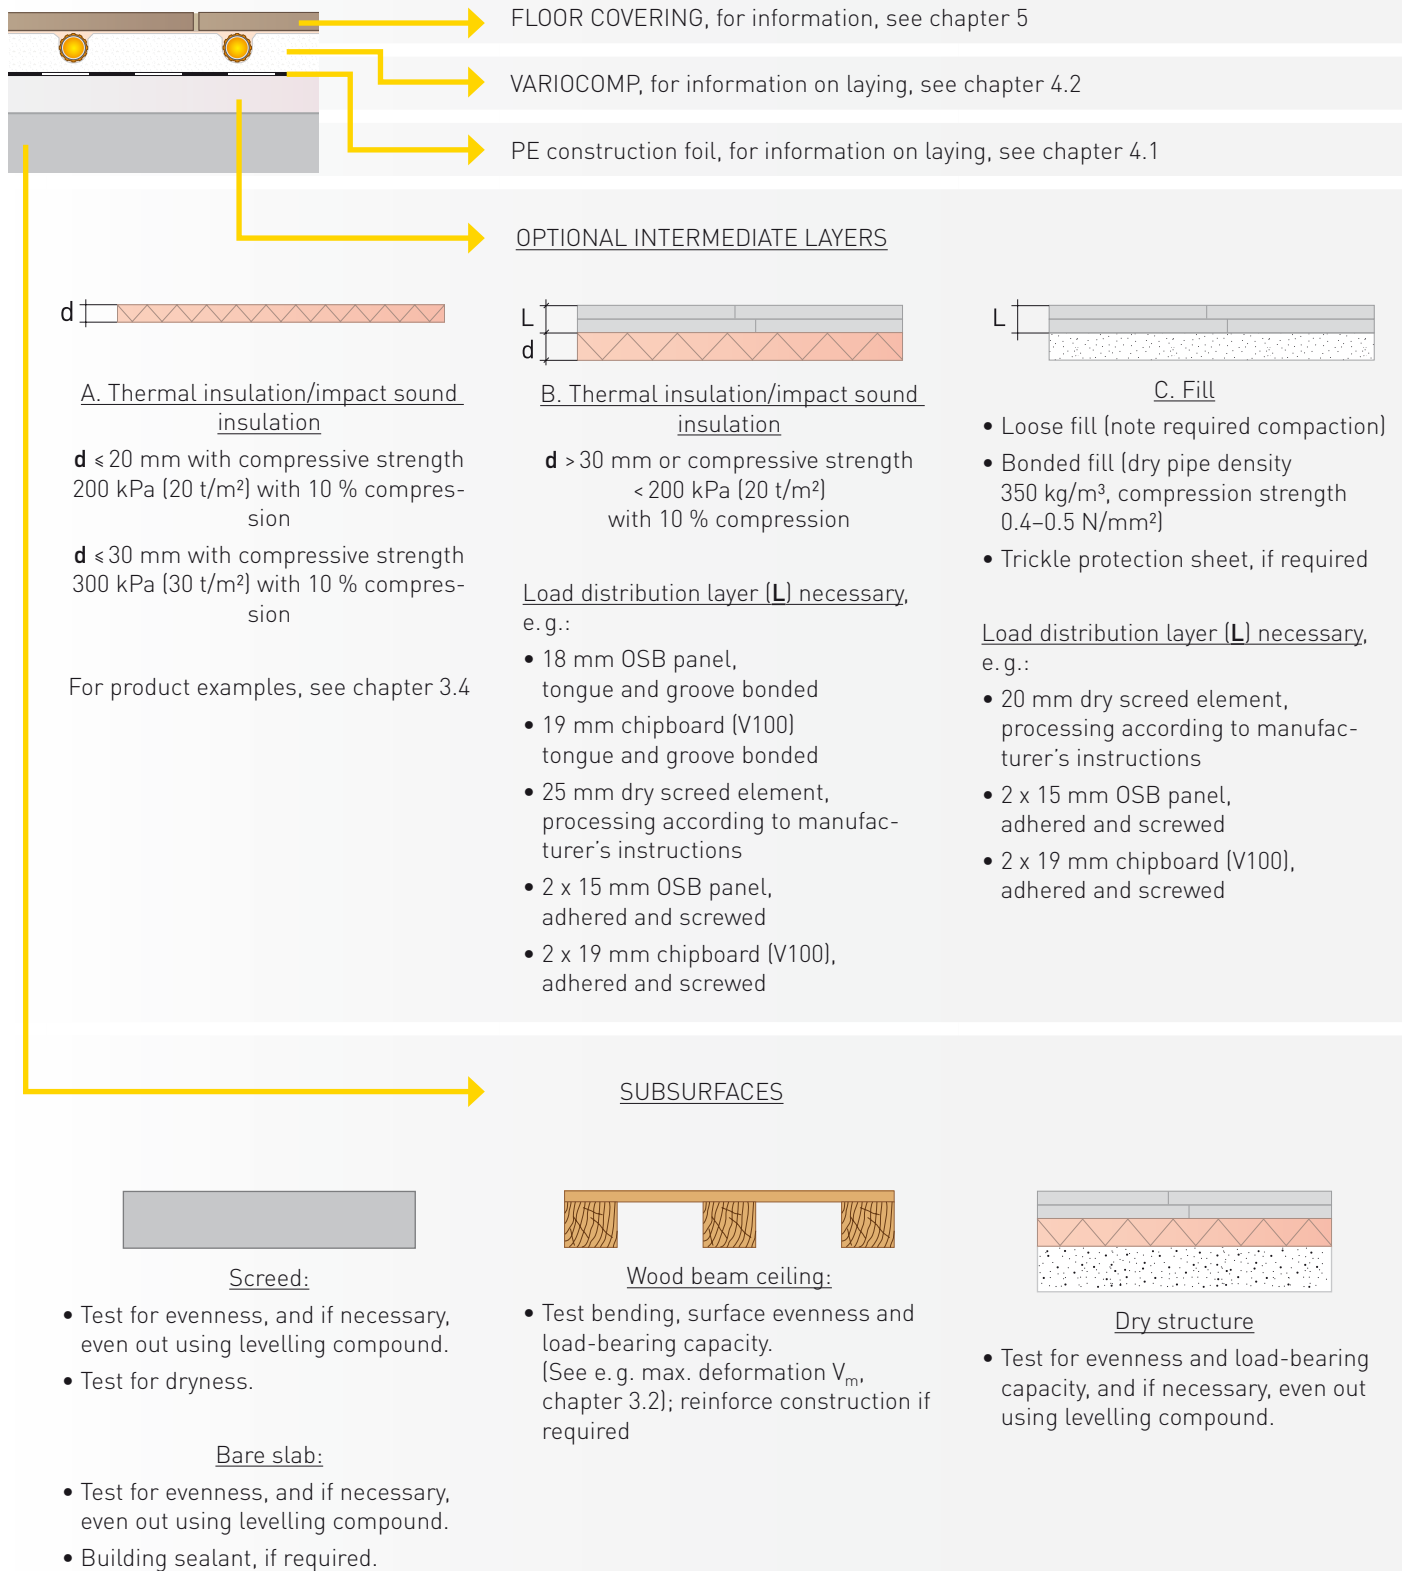 FLOOR COVERING, for information, see chapter 5
VARIOCOMP, for information on laying, see chapter 4.2
PE construction foil, for information on laying, see chapter 4.1
OPTIONAL INTERMEDIATE LAYERS
d
A. Thermal insulation/impact sound
insulation
d ≤ 20 mm with compressive strength
200 kPa (20 t/m²) with 10 % compres-
sion
d ≤ 30 mm with compressive strength
300 kPa (30 t/m²) with 10 % compres-
sion
For product examples, see chapter 3.4
L
d
B. Thermal insulation/impact sound
insulation
d > 30 mm or compressive strength
< 200 kPa (20 t/m²)
with 10 % compression
Load distribution layer (L) necessary,
e. g.:
• 18 mm OSB panel,
tongue and groove bonded
• 19 mm chipboard (V100)
tongue and groove bonded
• 25 mm dry screed element,
processing according to manufac-
turer's instructions
• 2 x 15 mm OSB panel,
adhered and screwed
• 2 x 19 mm chipboard (V100),
adhered and screwed
L
C. Fill
• Loose fill (note required compaction)
• Bonded fill (dry pipe density
350 kg/m³, compression strength
0.4–0.5 N/mm²)
• Trickle protection sheet, if required
Load distribution layer (L) necessary,
e. g.:
• 20 mm dry screed element,
processing according to manufac-
turer's instructions
• 2 x 15 mm OSB panel,
adhered and screwed
• 2 x 19 mm chipboard (V100),
adhered and screwed
SUBSURFACES
Screed:
• Test for evenness, and if necessary,
even out using levelling compound.
• Test for dryness.
Bare slab:
• Test for evenness, and if necessary,
even out using levelling compound.
• Building sealant, if required.
Wood beam ceiling:
• Test bending, surface evenness and
load-bearing capacity.
(See e. g. max. deformation Vm,
chapter 3.2); reinforce construction if
required
Dry structure
• Test for evenness and load-bearing
capacity, and if necessary, even out
using levelling compound.